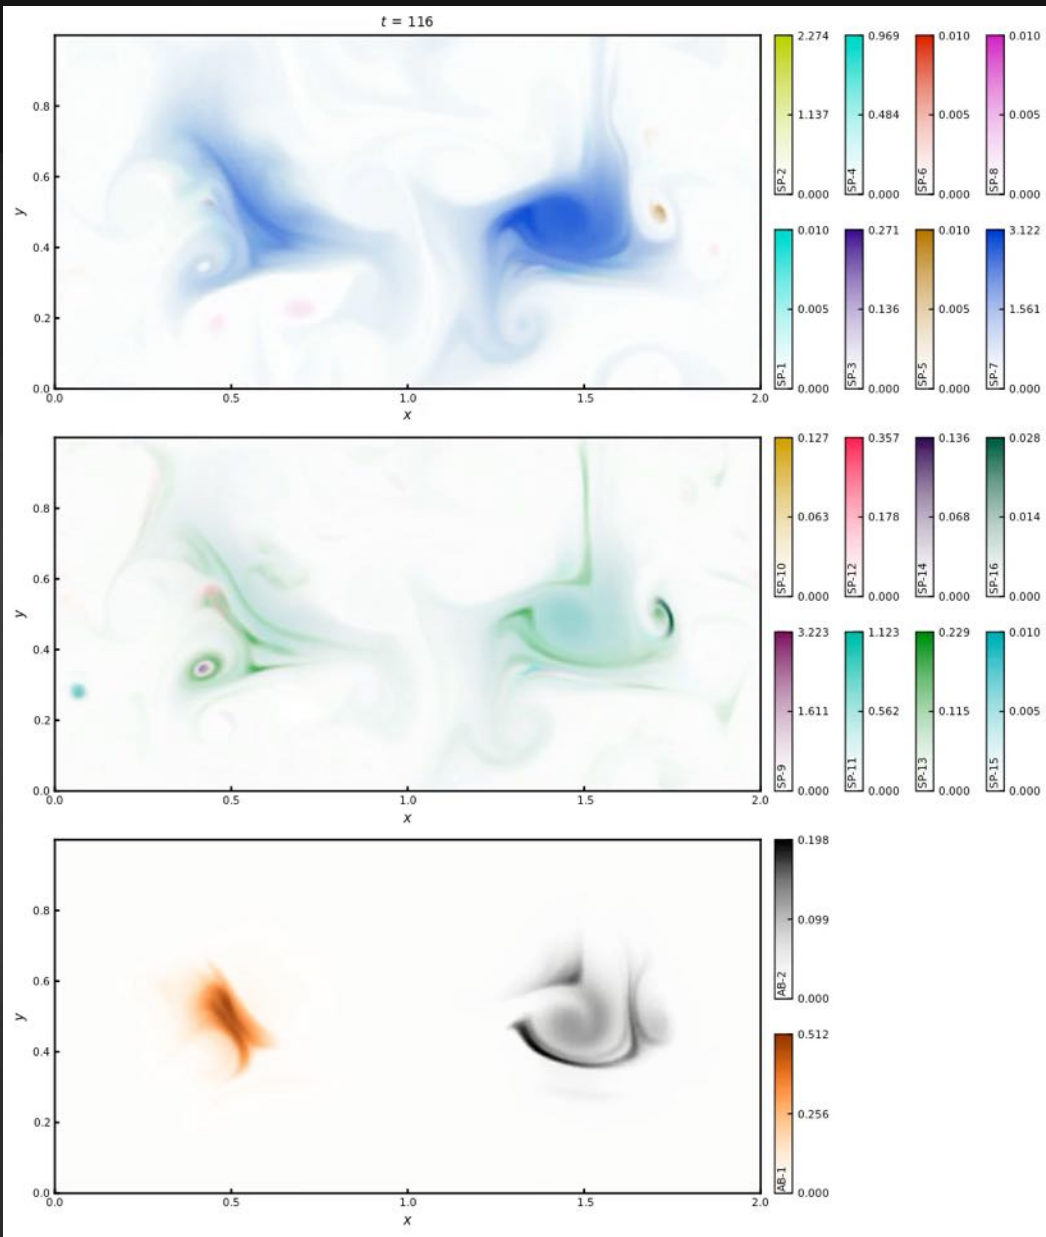 t = 116
2.274
0.969
0.010
0.010
1.137
0.484
0.005
0.005
SP-2
SP-4
SP-6
SP-8
0.000
0.000
0.000
0.000
0.010
0.271
0.010
3.122
0.005
0.136
0.005
1.561
SP-1
SP-3
SP-5
SP-7
0.000
0.000
0.000
0.000
0.8
0.6
y
0.4
0.2
0.0
0.0 0.5 1.0 1.5 2.0
x
0.127
0.357
0.136
0.028
0.063
0.178
0.068
0.014
SP-10
SP-12
SP-14
SP-16
0.000
0.000
0.000
0.000
3.223
1.123
0.229
0.010
1.611
0.562
0.115
0.005
SP-9
SP-11
SP-13
SP-15
0.000
0.000
0.000
0.000
0.8
0.6
y
0.4
0.2
0.0
0.0 0.5 1.0 1.5 2.0
x
0.198
0.099
AB-2
0.000
0.512
0.256
AB-1
0.000
0.8
0.6
y
0.4
0.2
0.0
0.0 0.5 1.0 1.5 2.0
x